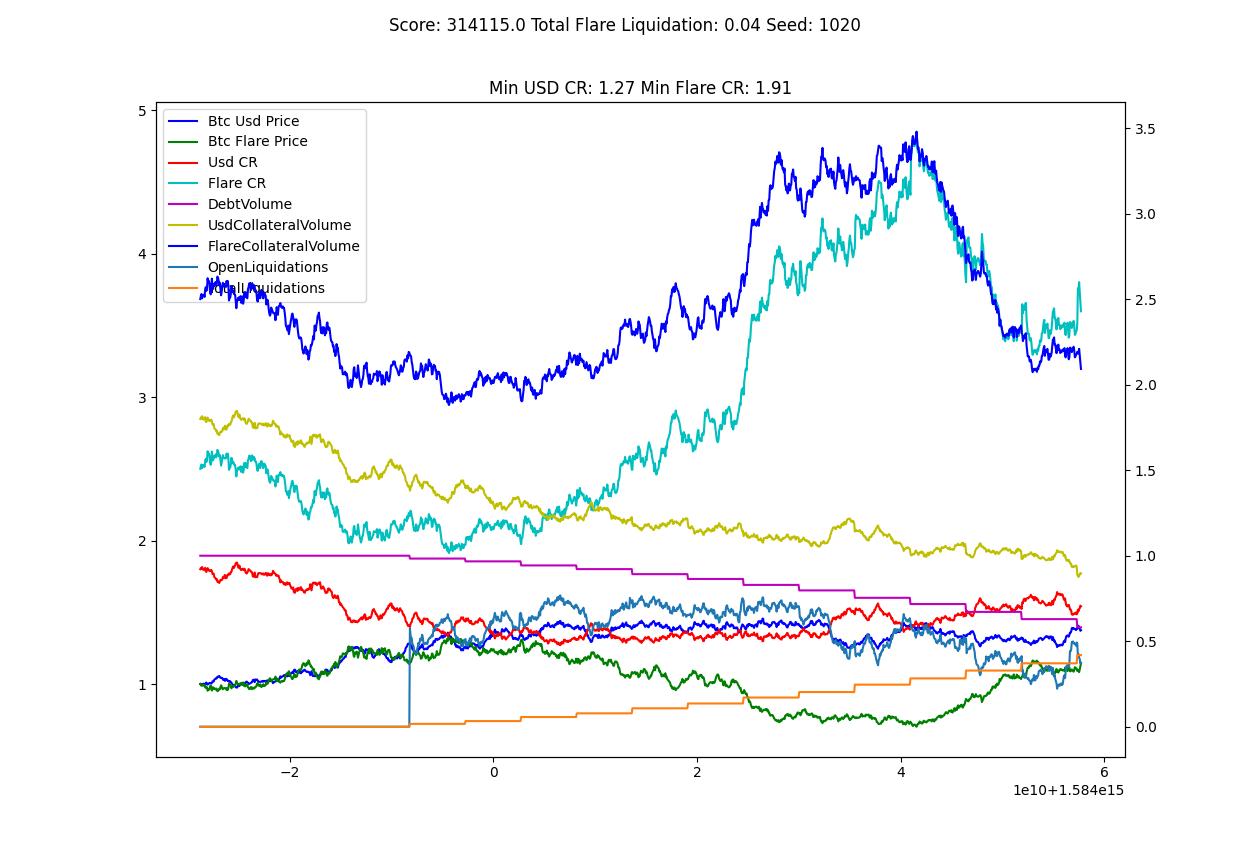 Score: 314115.0 Total Flare Liquidation: 0.04 Seed: 1020
Min USD CR: 1.27 Min Flare CR: 1.91
Btc Usd Price
Btc Flare Price
Usd CR
Flare CR
DebtVolume
UsdCollateralVolume
FlareCollateralVolume
OpenLiquidations
TotalLiquidations
5
4
3
2
1
3.5
3.0
2.5
2.0
1.5
1.0
0.5
0.0
−2
0
2
4
6
1e10+1.584e15